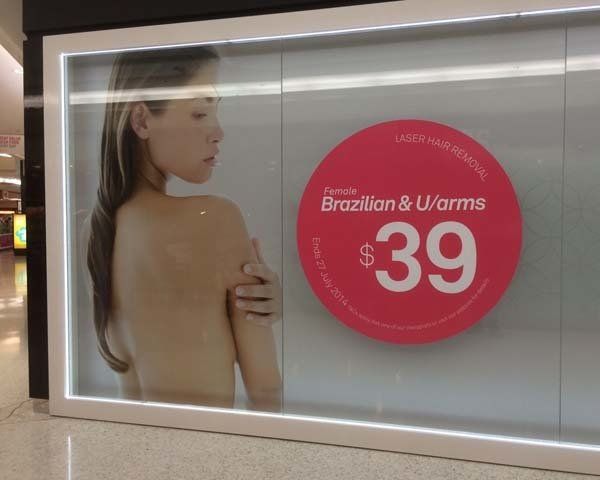 LASER HAIR REMOVAL
Female
Brazilian & U/arms
$39
Ends 27 July 2014